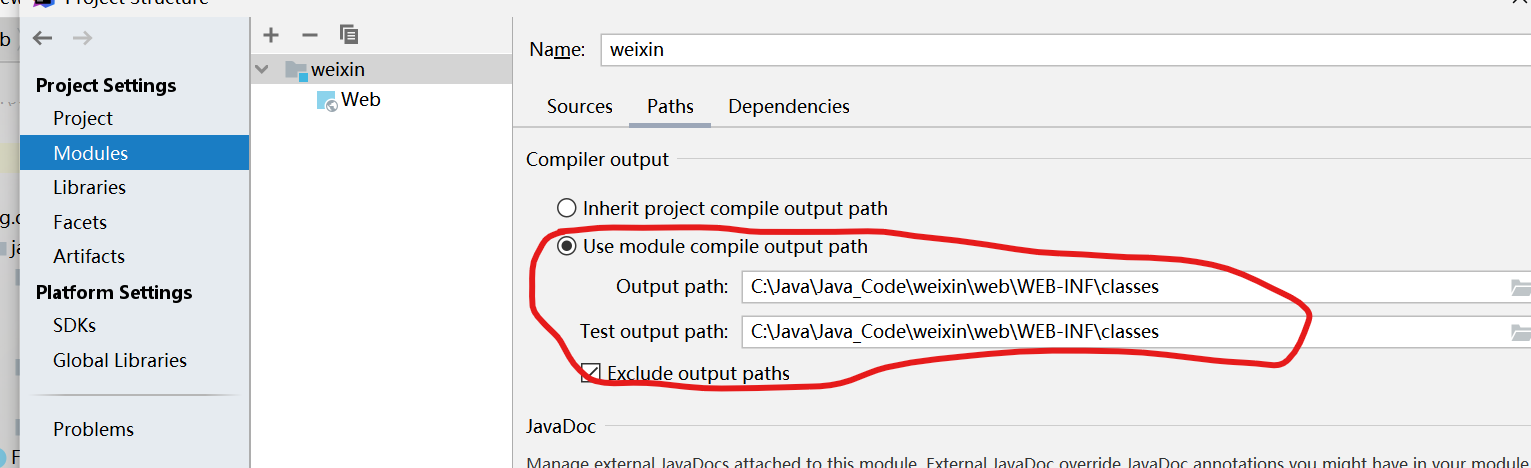 Project Structure
Project Settings
Project
Modules
Libraries
Facets
Artifacts
Platform Settings
SDKs
Global Libraries
Problems
weixin
Web
Name: weixin
Sources Paths Dependencies
Compiler output
Inherit project compile output path
Use module compile output path
Output path: C:\Java\Java_Code\weixin\web\WEB-INF\classes
Test output path: C:\Java\Java_Code\weixin\web\WEB-INF\classes
Exclude output paths
JavaDoc
Manage external JavaDocs attached to this module. External JavaDoc override JavaDoc annotations you might have in your module